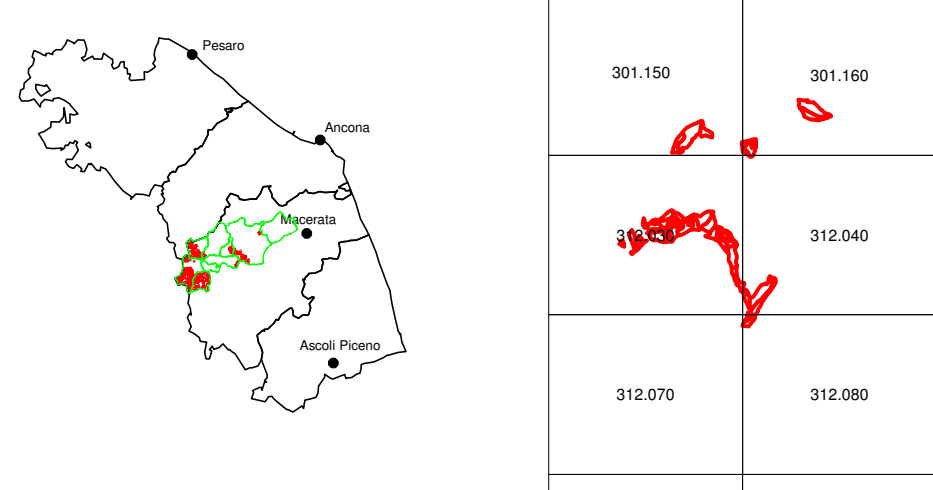 Pesaro
Ancona
Macerata
Ascoli Piceno
301.150
301.160
312.030
312.040
312.070
312.080